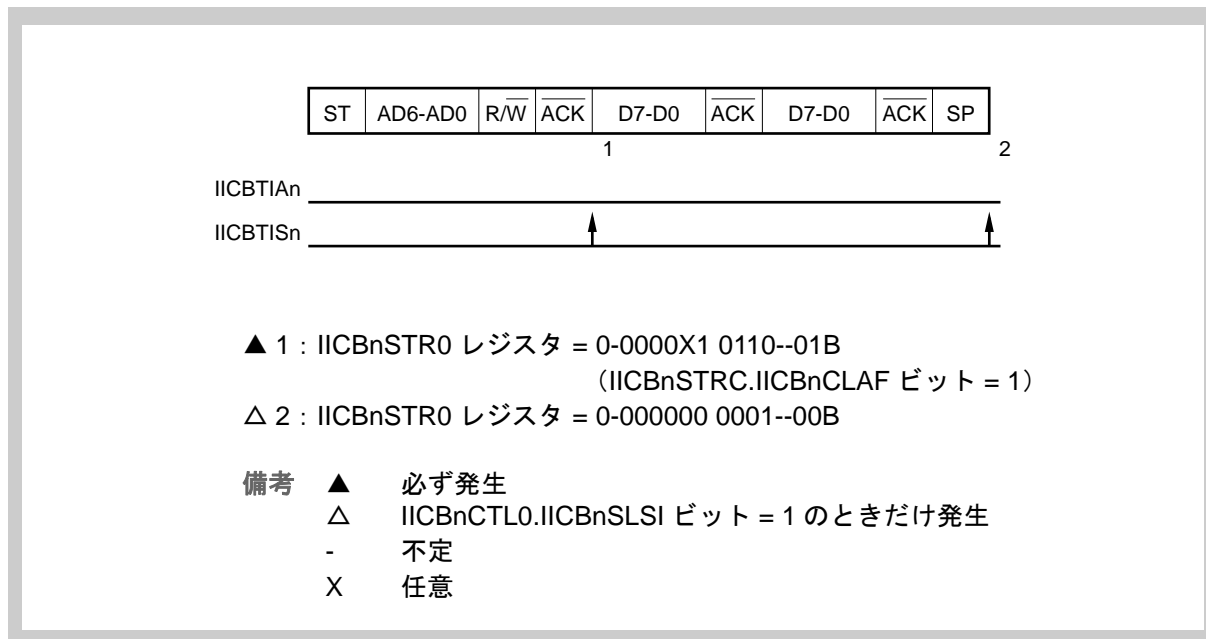 ST AD6-AD0 R/W ACK D7-D0 ACK D7-D0 ACK SP
1 2
IICBTIAn
IICBTISn
▲ 1 : IICBnSTR0 レジスタ = 0-0000X1 0110--01B
（IICBnSTRC.IICBnCLAF ビット = 1）
△ 2 : IICBnSTR0 レジスタ = 0-000000 0001--00B
備考 ▲ 必ず発生
△ IICBnCTL0.IICBnSLSI ビット = 1 のときだけ発生
- 不定
X 任意